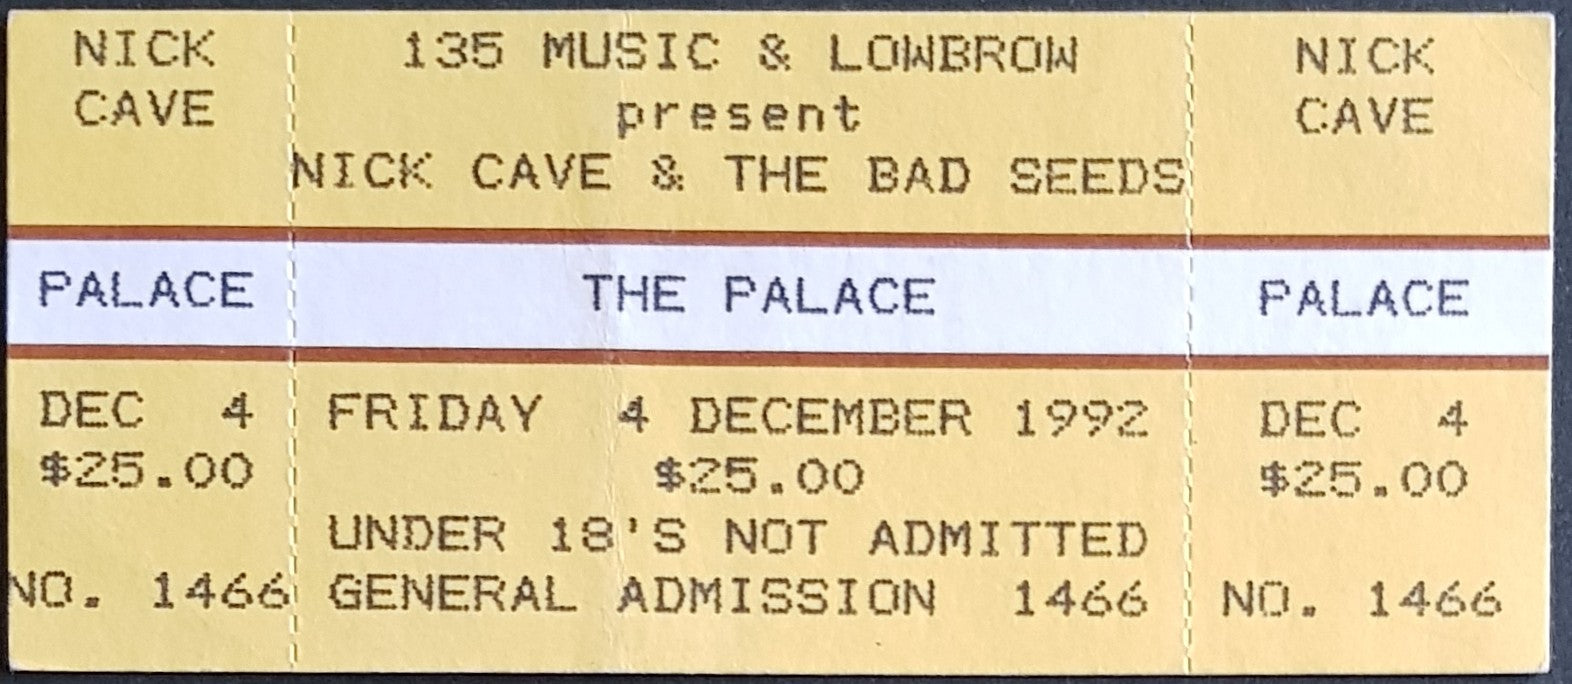 NICK
CAVE
PALACE
DEC 4
$25.00
NO. 1466
135 MUSIC & LOWBROW
present
NICK CAVE & THE BAD SEEDS
THE PALACE
FRIDAY 4 DECEMBER 1992
$25.00
UNDER 18'S NOT ADMITTED
GENERAL ADMISSION 1466
NICK
CAVE
PALACE
DEC 4
$25.00
NO. 1466